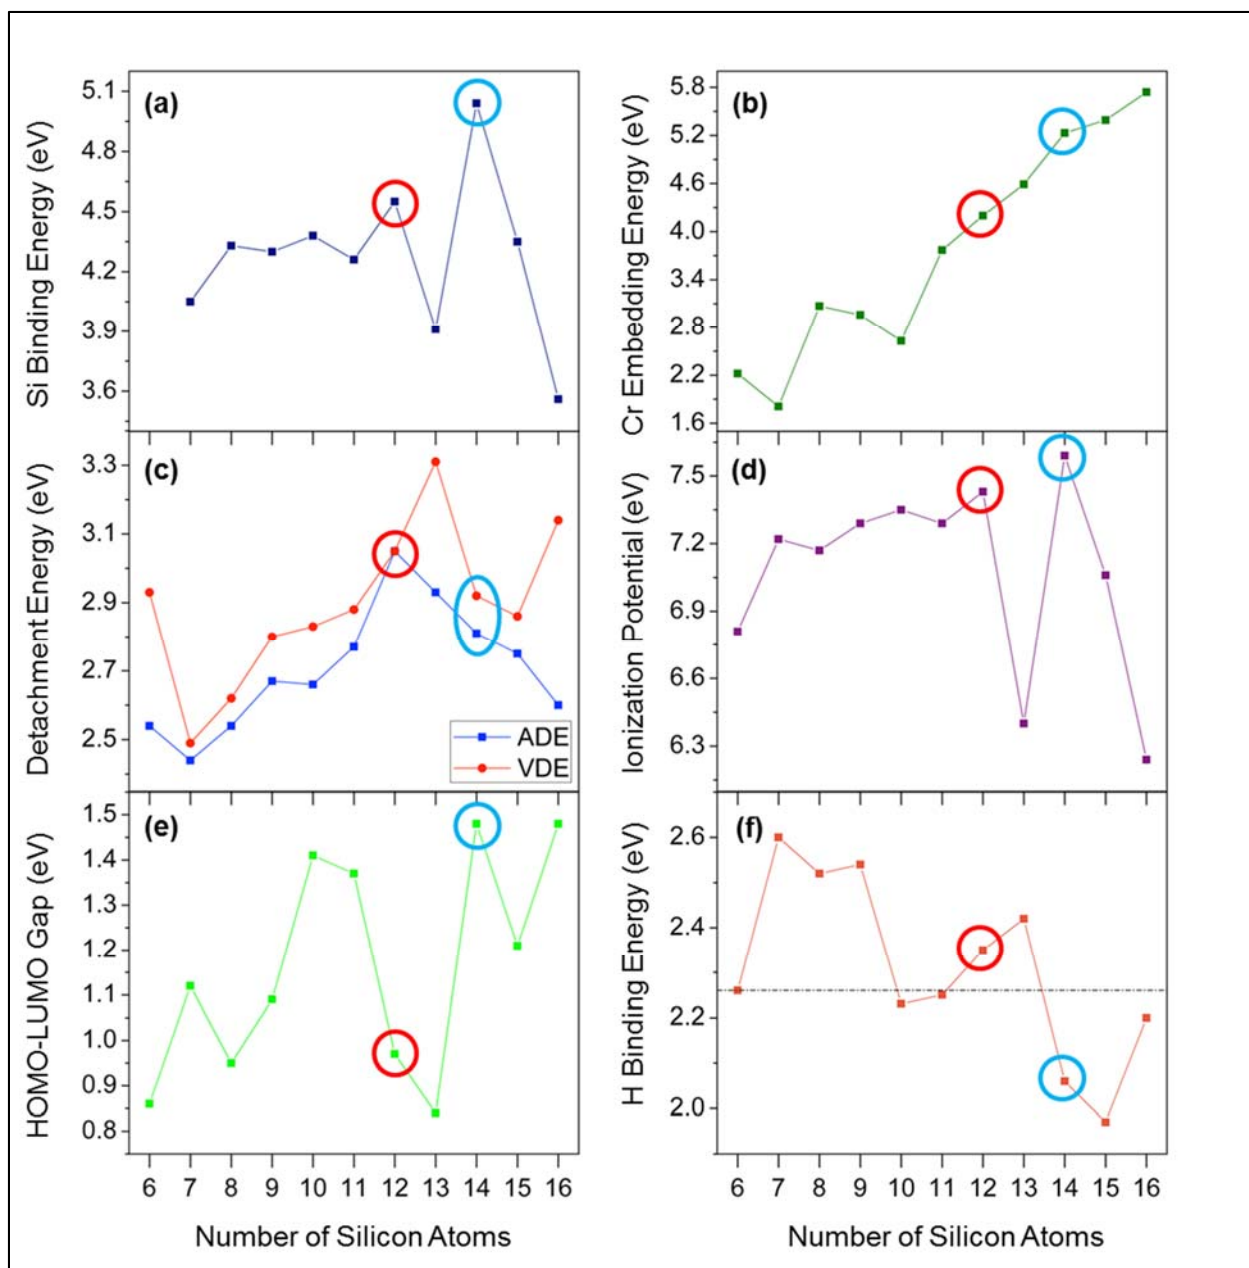 (a)
Si Binding Energy (eV)
5.1
4.8
4.5
4.2
3.9
3.6
(b)
Cr Embedding Energy (eV)
5.8
5.2
4.6
4.0
3.4
2.8
2.2
1.6
(c)
Detachment Energy (eV)
3.3
3.1
2.9
2.7
2.5
ADE
VDE
(d)
Ionization Potential (eV)
7.5
7.2
6.9
6.6
6.3
(e)
HOMO-LUMO Gap (eV)
1.5
1.4
1.3
1.2
1.1
1.0
0.9
0.8
6 7 8 9 10 11 12 13 14 15 16
Number of Silicon Atoms
(f)
H Binding Energy (eV)
2.6
2.4
2.2
2.0
6 7 8 9 10 11 12 13 14 15 16
Number of Silicon Atoms